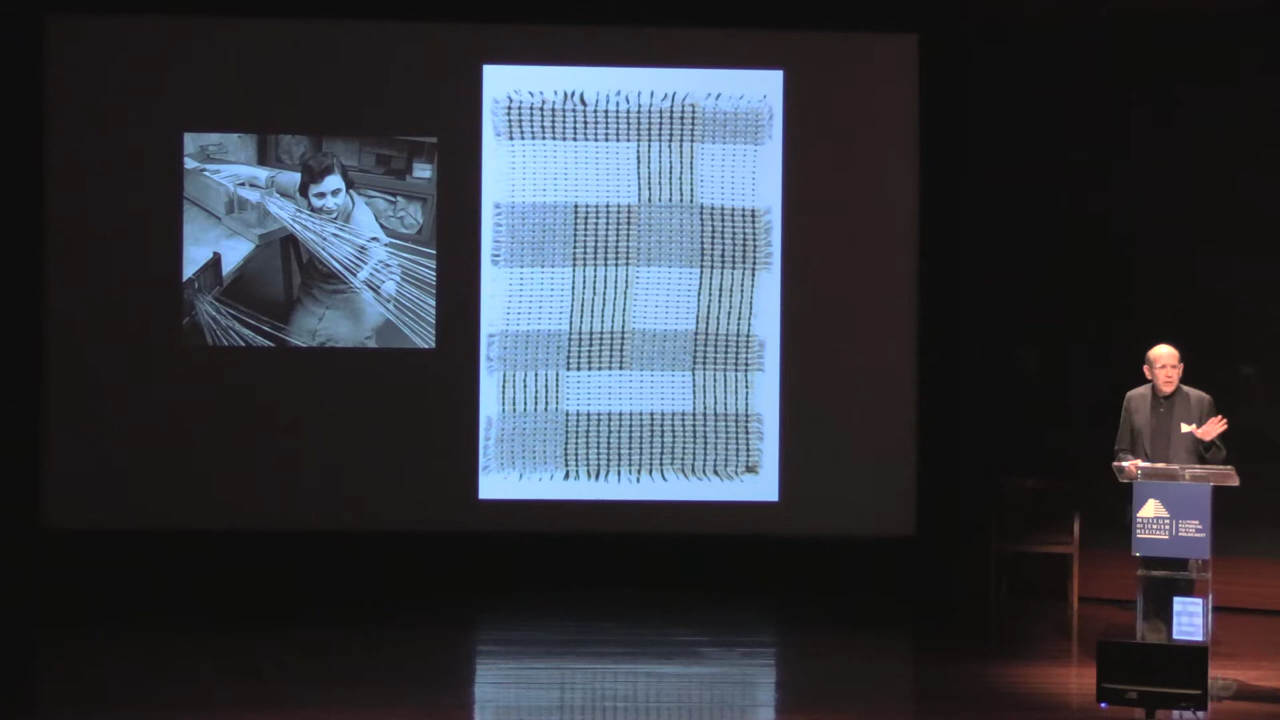 MUSEUM
OF JEWISH
HERITAGE
A LIVING
MEMORIAL
TO THE
HOLOCAUST